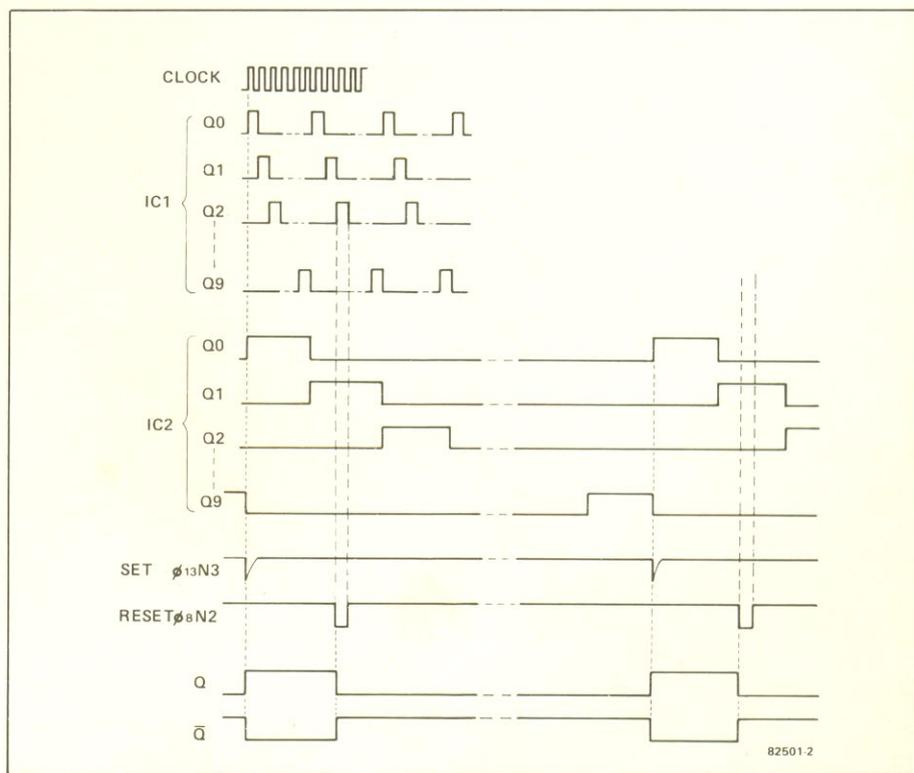 CLOCK
Q0
Q1
IC1
Q2
Q9
Q0
Q1
IC2
Q2
Q9
SET ø13N3
RESETø8N2
Q
Q̅
82501-2